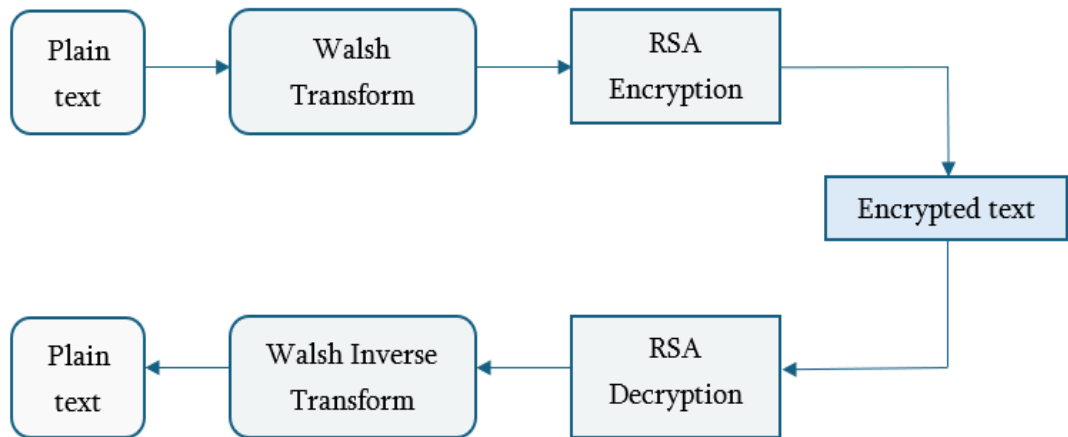 Plain
text
Walsh
Transform
RSA
Encryption
Encrypted text
Plain
text
Walsh Inverse
Transform
RSA
Decryption